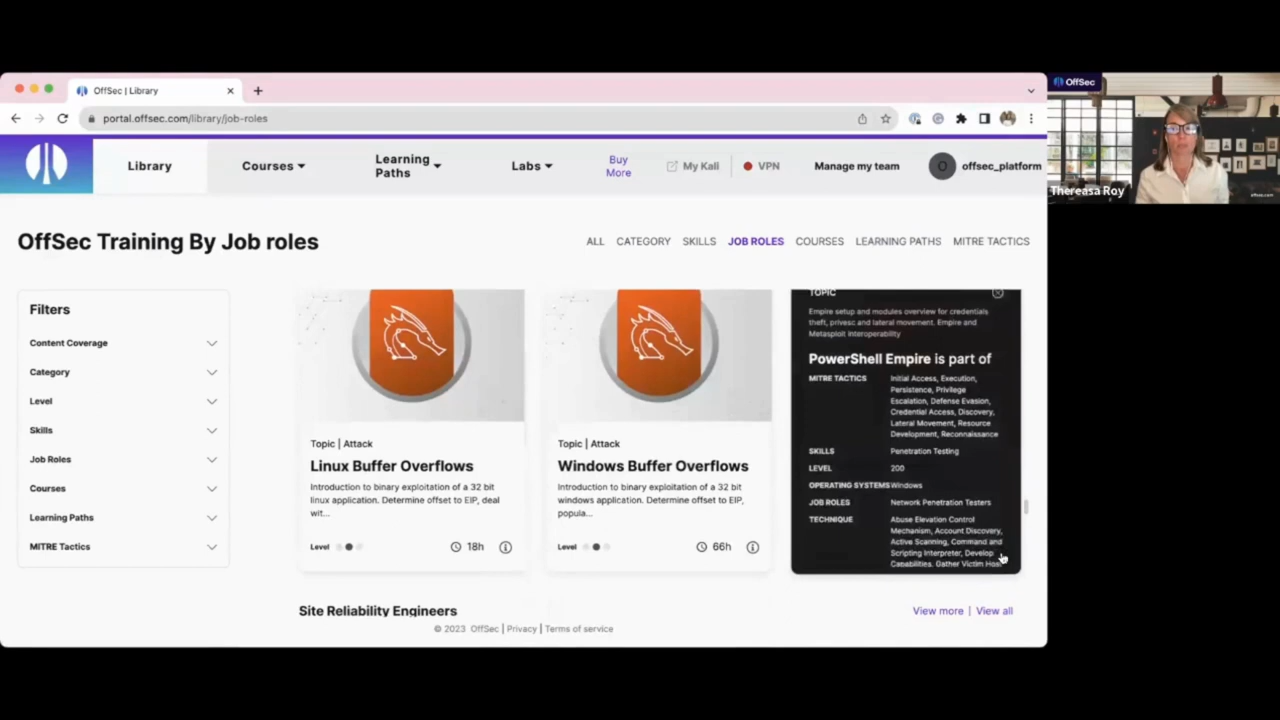 OffSec | Library
portal.offsec.com/library/job-roles
OffSec
Thereasa Roy
Library
Courses
Learning
Paths
Labs
Buy
More
My Kali
VPN
Manage my team
O
offsec_platform
OffSec Training By Job roles
ALL
CATEGORY
SKILLS
JOB ROLES
COURSES
LEARNING PATHS
MITRE TACTICS
Filters
Content Coverage
Category
Level
Skills
Job Roles
Courses
Learning Paths
MITRE Tactics
Topic | Attack
Linux Buffer Overflows
Introduction to binary exploitation of a 32 bit
linux application. Determine offset to EIP, deal
wit...
Level
18h
Topic | Attack
Windows Buffer Overflows
Introduction to binary exploitation of a 32 bit
windows application. Determine offset to EIP,
popula...
Level
66h
TOPIC
Empire setup and modules overview for credentials
theft, privesc and lateral movement. Empire and
Metasploit Interoperability
PowerShell Empire is part of
MITRE TACTICS Initial Access, Execution,
Persistence, Privilege
Escalation, Defense Evasion,
Credential Access, Discovery,
Lateral Movement, Resource
Development, Reconnaissance
SKILLS Penetration Testing
LEVEL 200
OPERATING SYSTEMS Windows
JOB ROLES Network Penetration Testers
TECHNIQUE Abuse Elevation Control
Mechanism, Account Discovery,
Active Scanning, Command and
Scripting Interpreter, Develop
Capabilities, Gather Victim Host
Site Reliability Engineers
View more | View all
© 2023 OffSec | Privacy | Terms of service